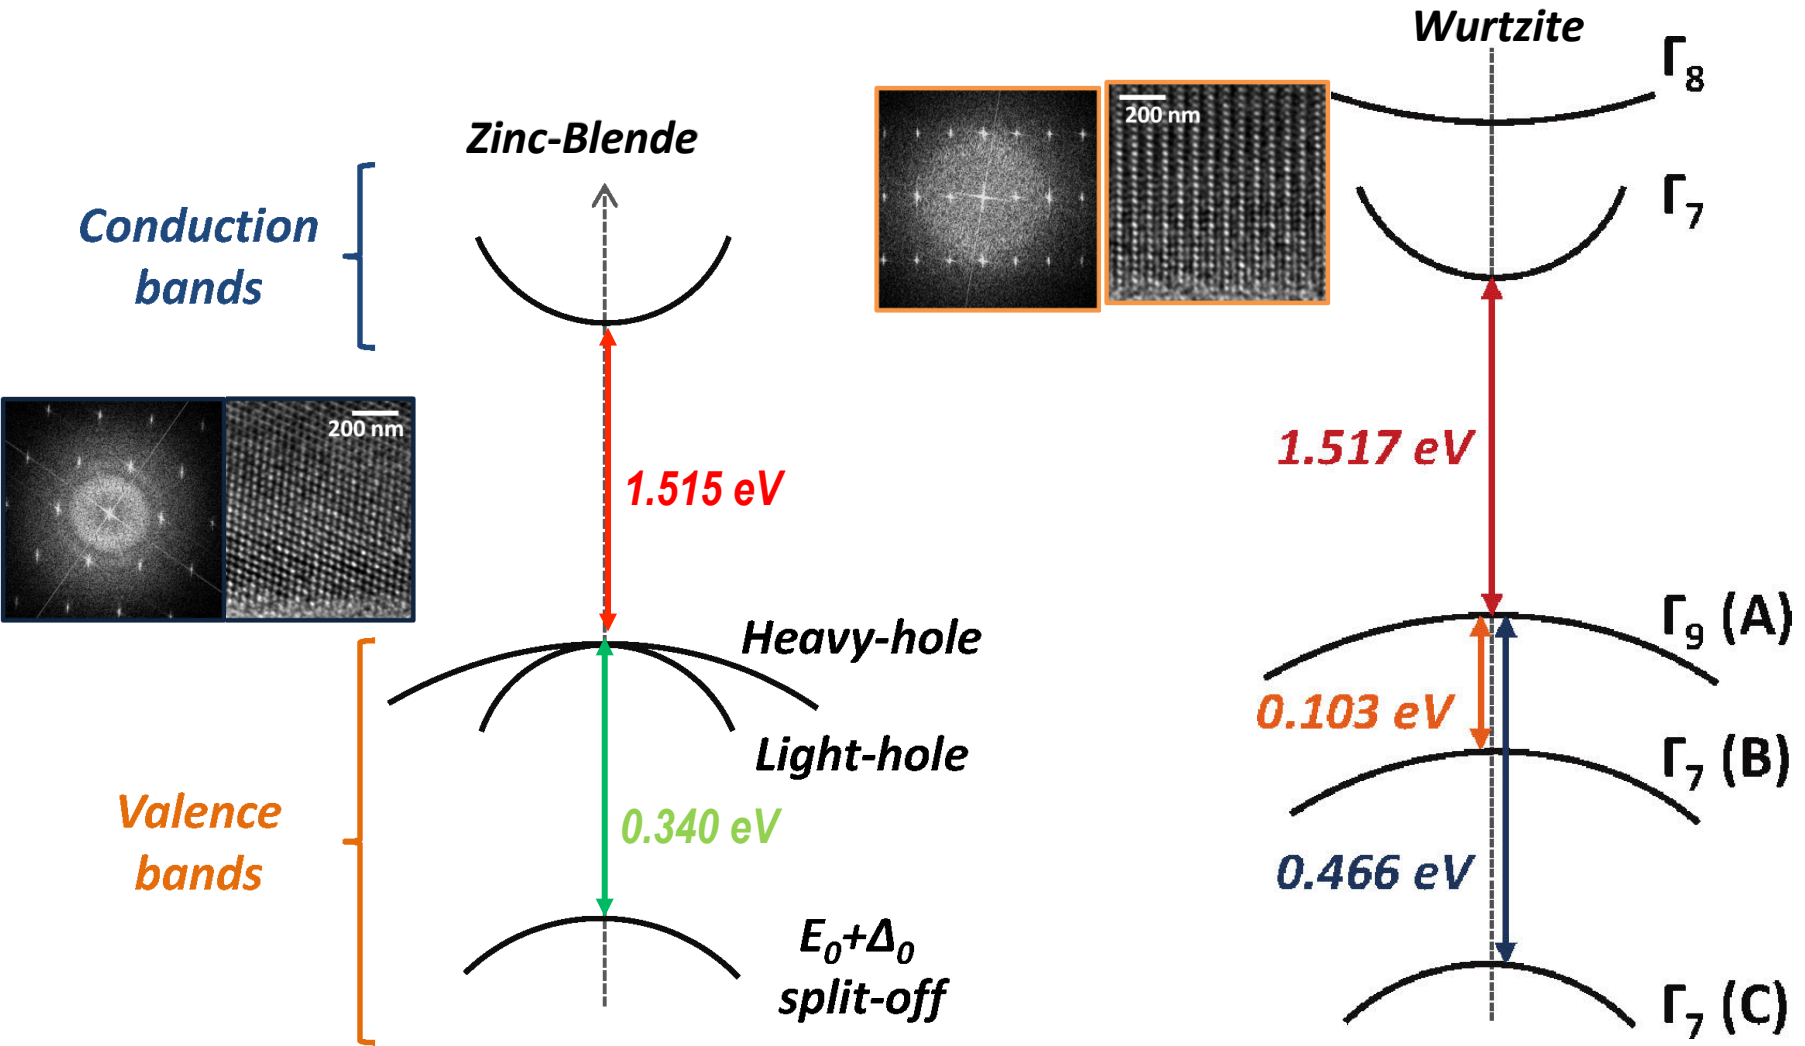 Zinc-Blende
Conduction
bands
200 nm
1.515 eV
Heavy-hole
Light-hole
Valence
bands
0.340 eV
E₀+Δ₀
split-off
Wurtzite
200 nm
Γ₈
Γ₇
1.517 eV
Γ₉ (A)
0.103 eV
Γ₇ (B)
0.466 eV
Γ₇ (C)